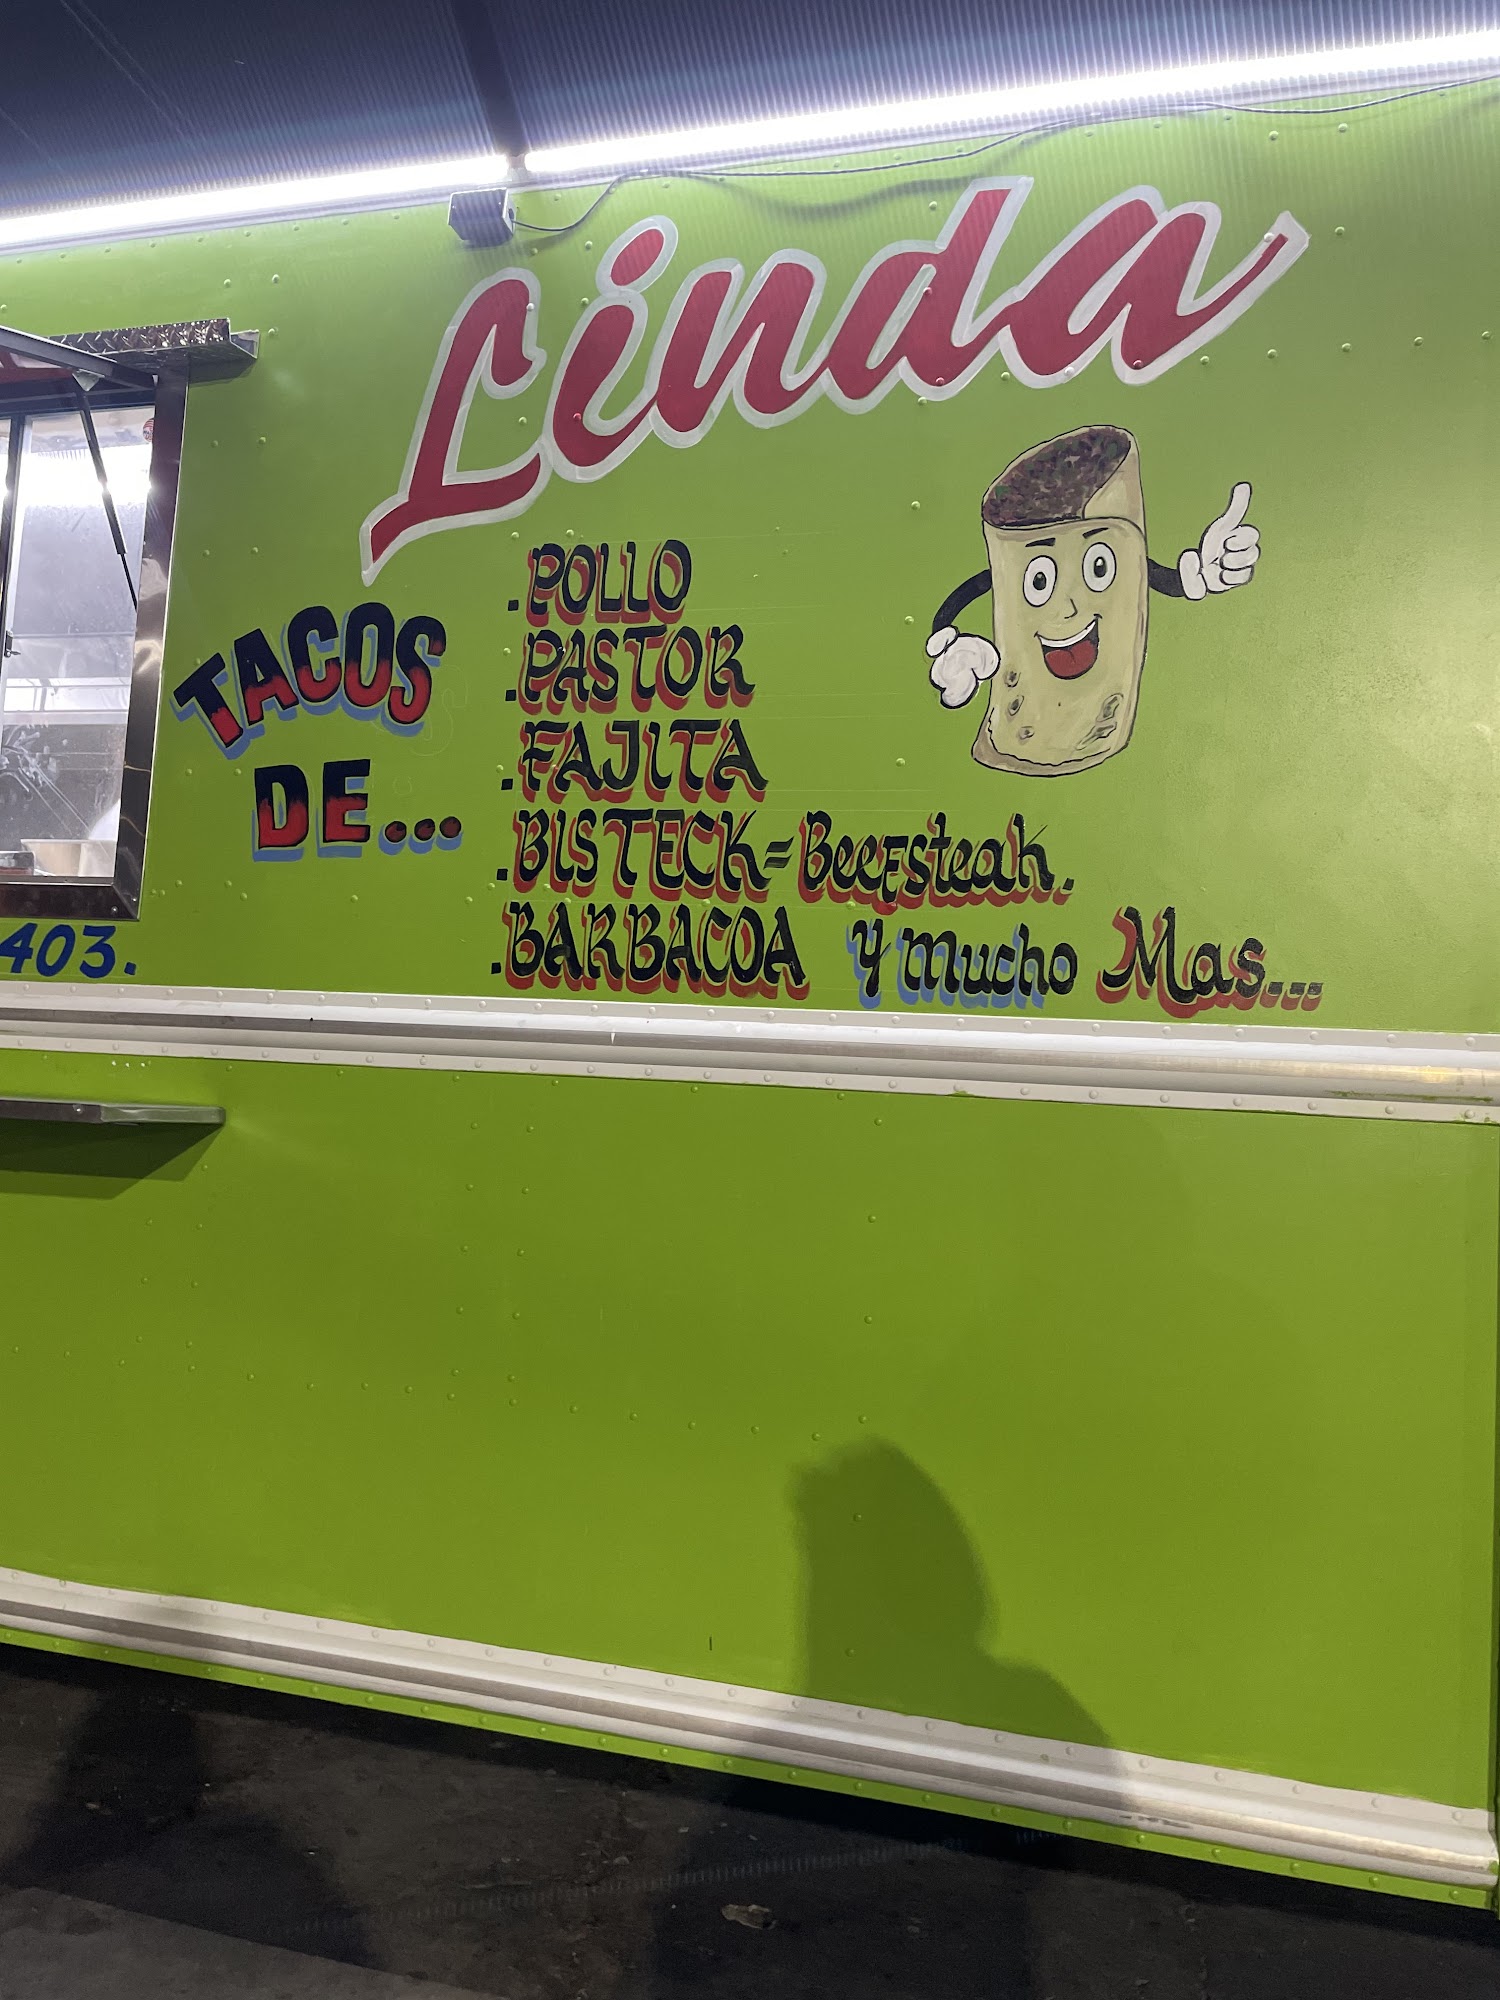 Linda
TACOS
DE...
.POLLO
.PASTOR
.FAJITA
.BISTECK=Beefsteak.
.BARBACOA Y mucho Mas...
403.